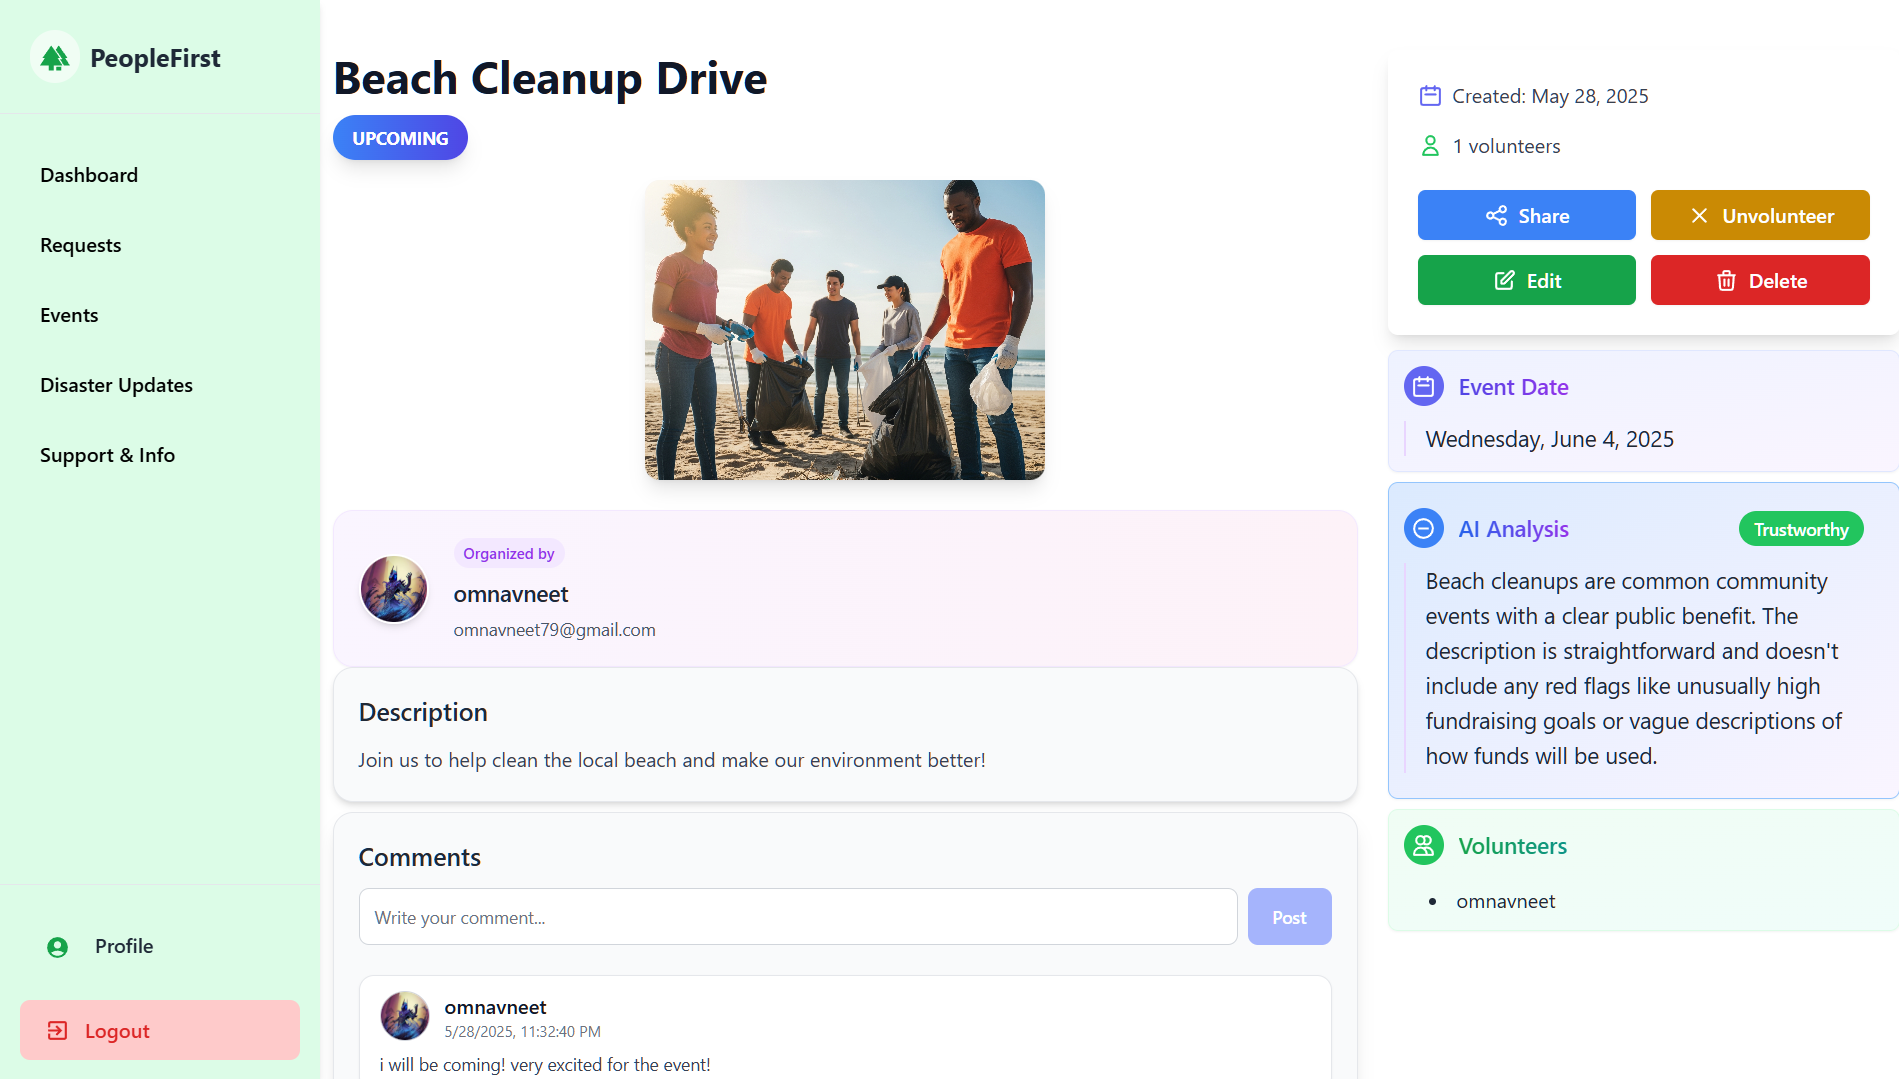 PeopleFirst
Dashboard
Requests
Events
Disaster Updates
Support & Info
Profile
Logout
Beach Cleanup Drive
UPCOMING
Organized by
omnavneet
omnavneet79@gmail.com
Description
Join us to help clean the local beach and make our environment better!
Comments
Write your comment...
Post
omnavneet
5/28/2025, 11:32:40 PM
i will be coming! very excited for the event!
Created: May 28, 2025
1 volunteers
Share
Unvolunteer
Edit
Delete
Event Date
Wednesday, June 4, 2025
AI Analysis
Trustworthy
Beach cleanups are common community
events with a clear public benefit. The
description is straightforward and doesn't
include any red flags like unusually high
fundraising goals or vague descriptions of
how funds will be used.
Volunteers
omnavneet